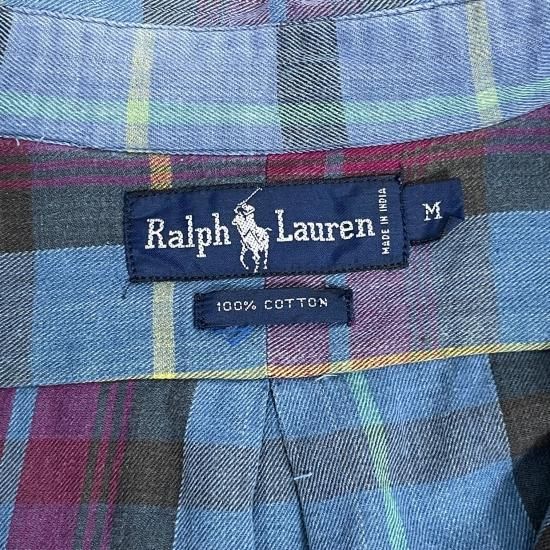 Ralph Lauren
MADE IN INDIA
M
100% COTTON